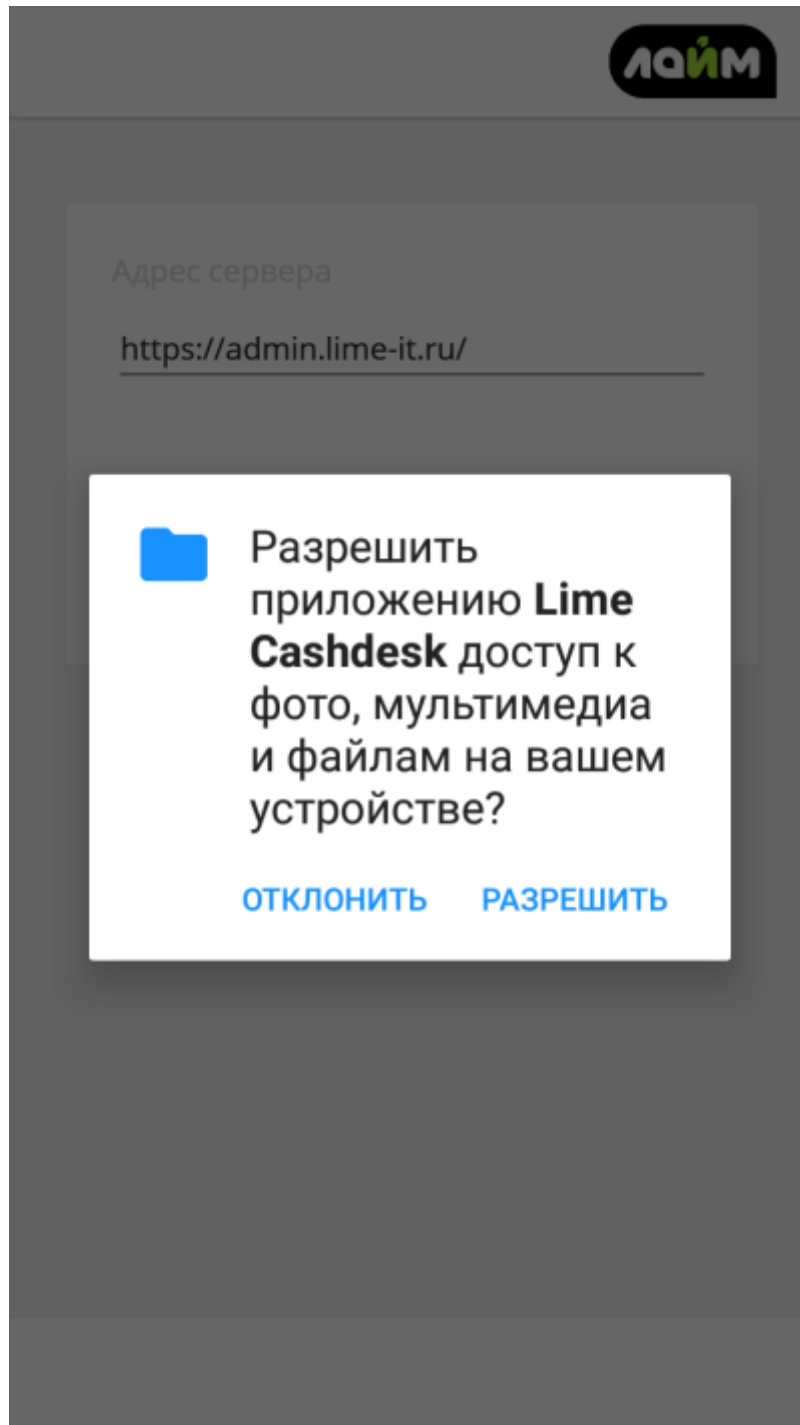 лайм
Адрес сервера
https://admin.lime-it.ru/
Разрешить
приложению Lime
Cashdesk доступ к
фото, мультимедиа
и файлам на вашем
устройстве?
ОТКЛОНИТЬ РАЗРЕШИТЬ